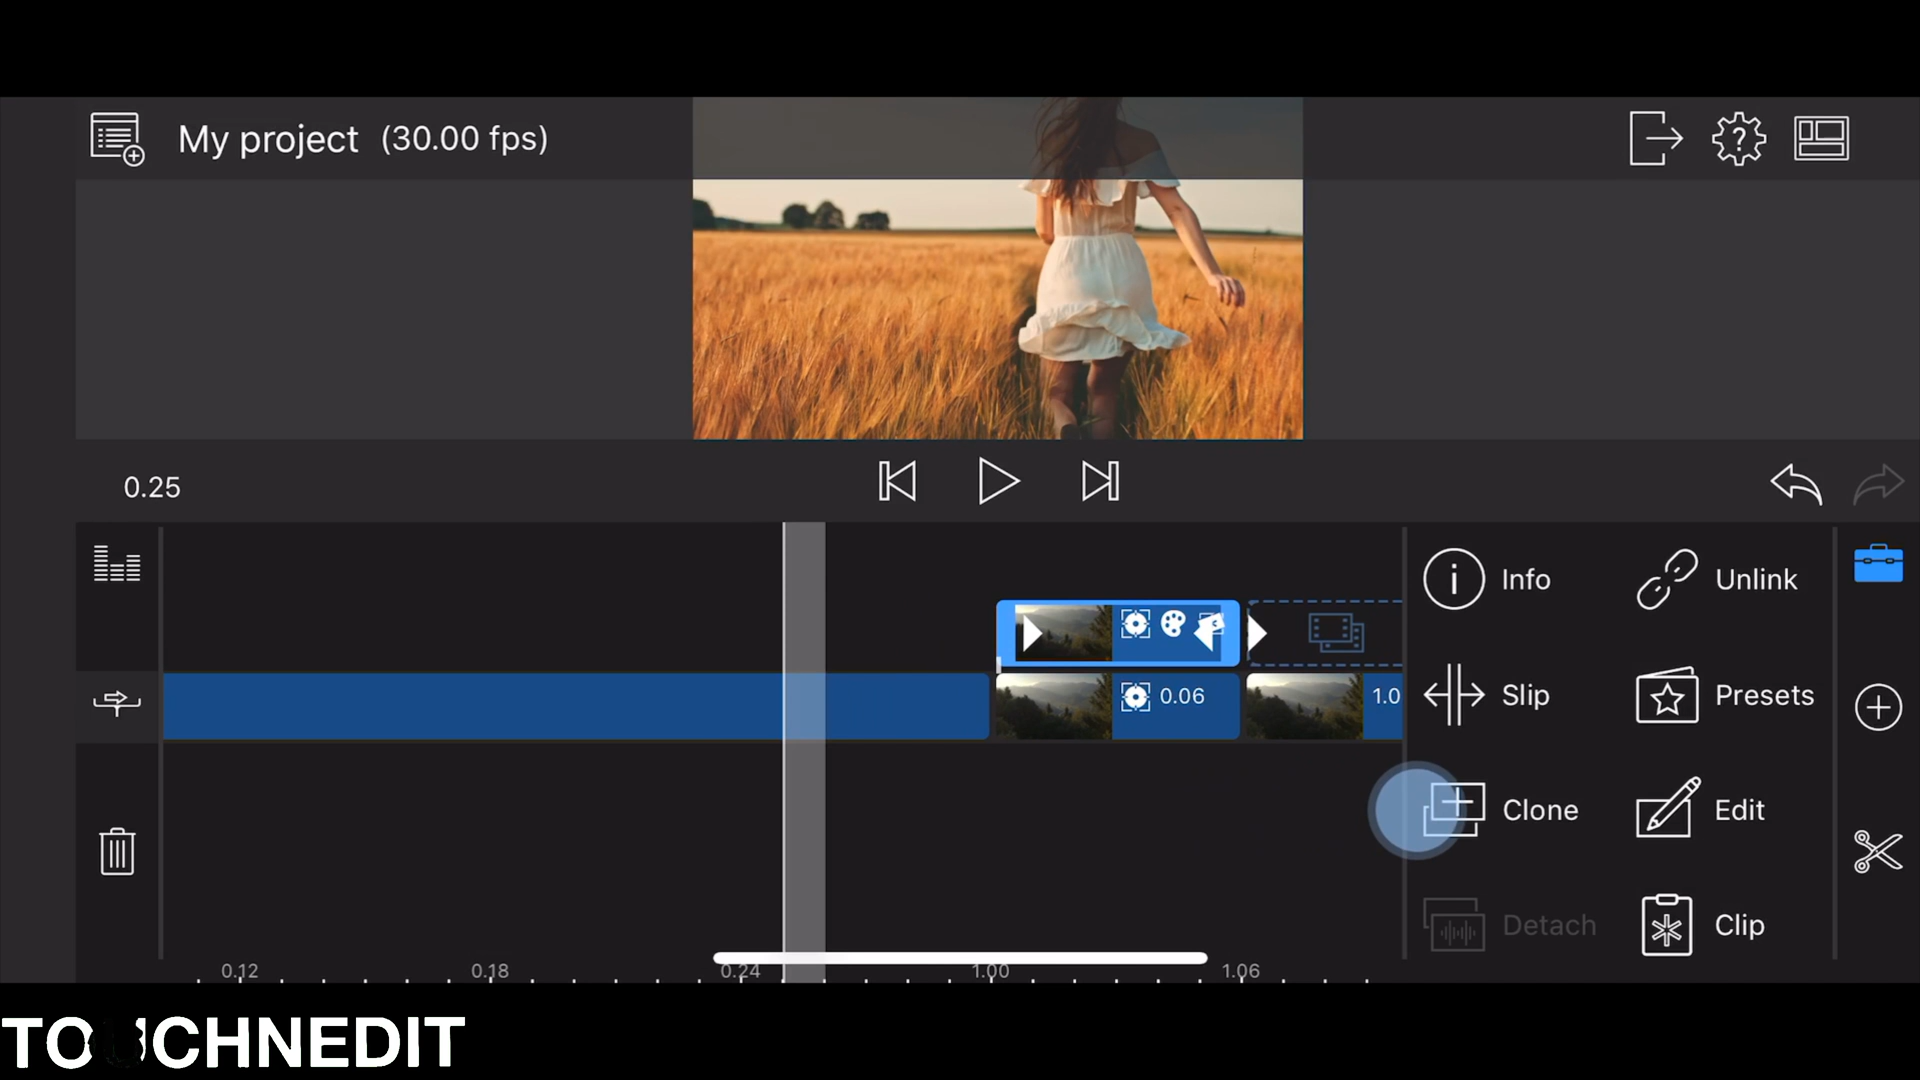 My project (30.00 fps)
0.25
Info
Unlink
0.06
1.0
Slip
Presets
Clone
Edit
Detach
Clip
0.12
0.18
0.24
1.00
1.06
TOUCHNEDIT